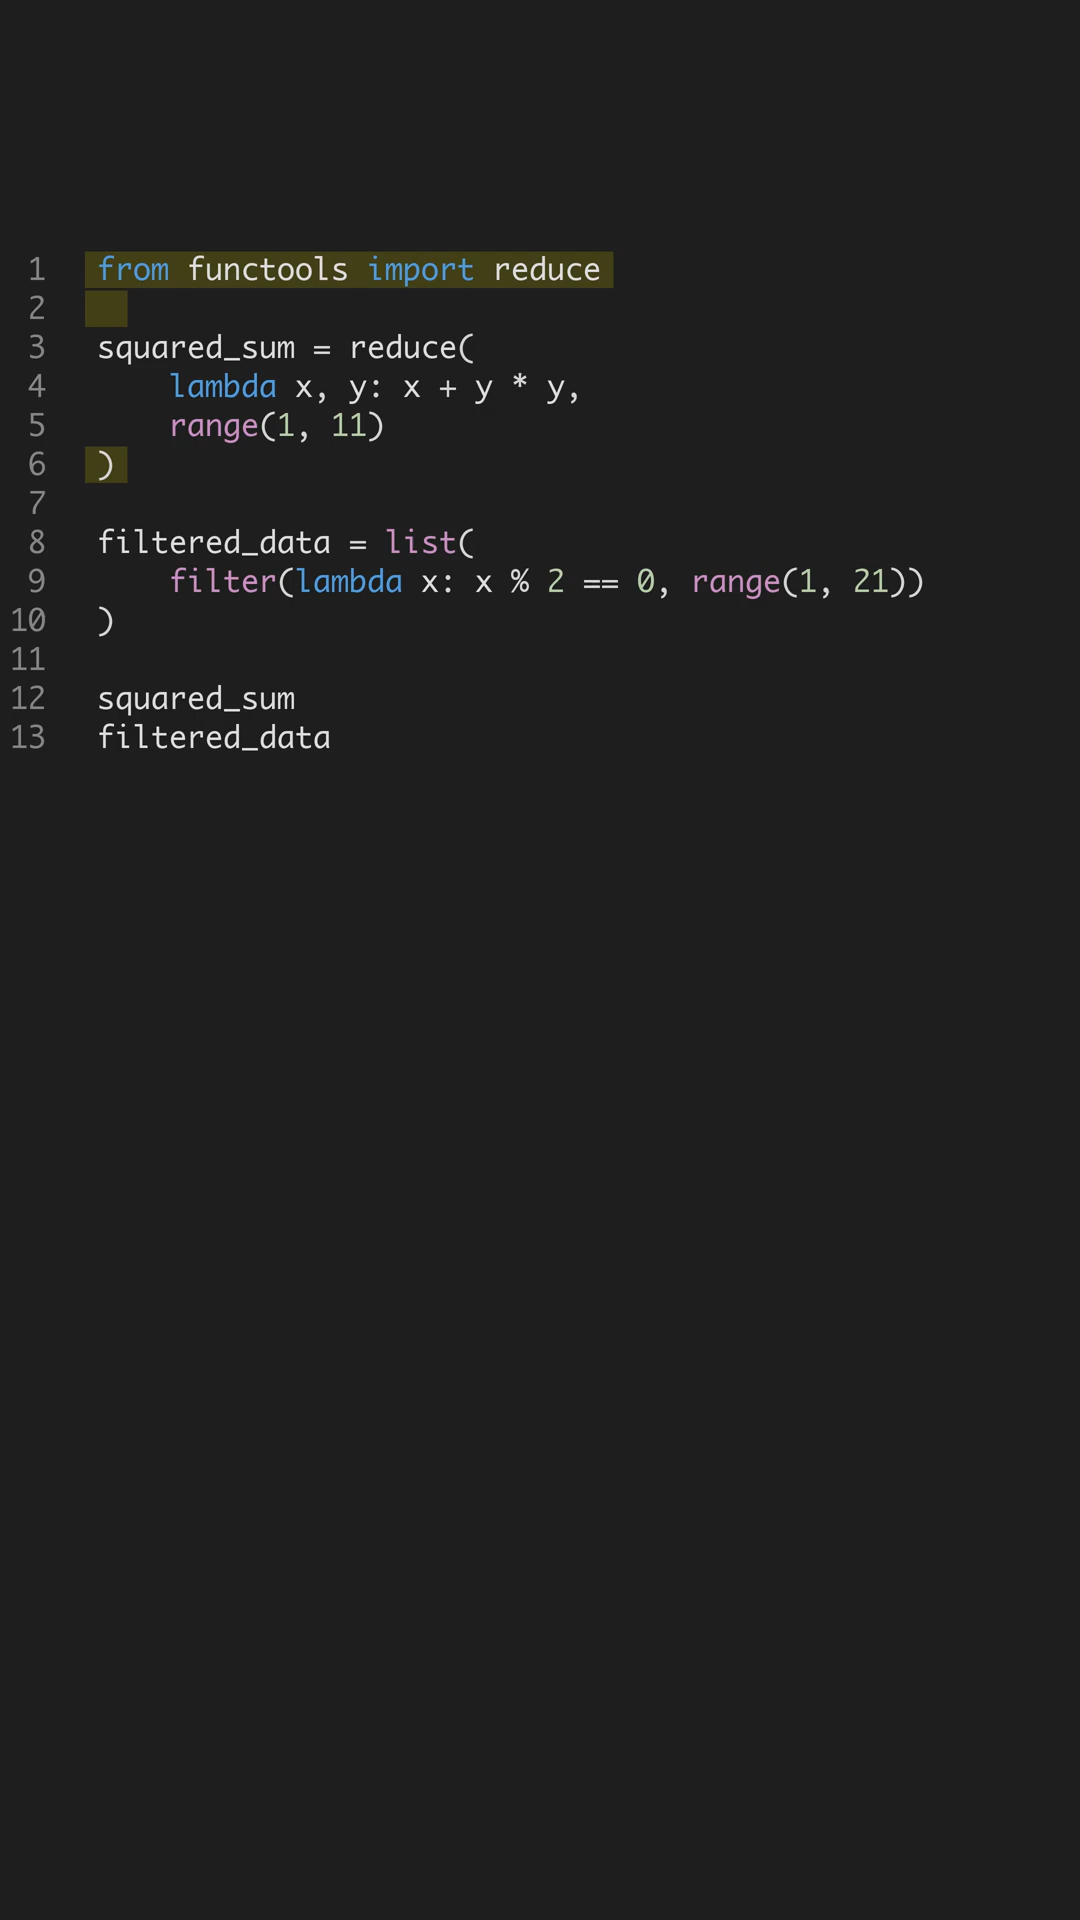 1 from functools import reduce
2
3 squared_sum = reduce(
4     lambda x, y: x + y * y,
5     range(1, 11)
6 )
7
8 filtered_data = list(
9     filter(lambda x: x % 2 == 0, range(1, 21))
10 )
11
12 squared_sum
13 filtered_data